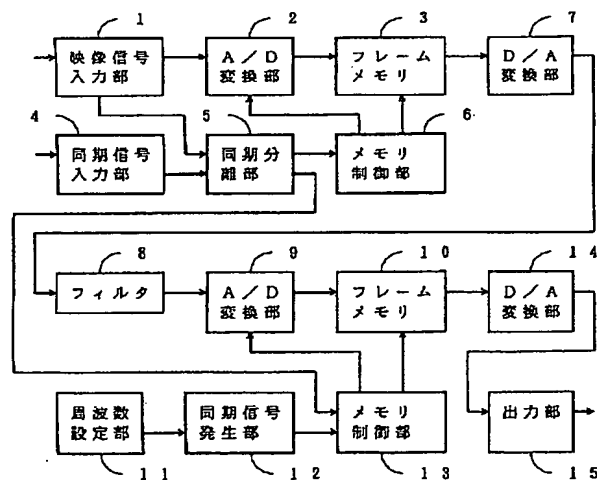 1
2
3
7
映像信号
入力部
A/D
変換部
フレーム
メモリ
D/A
変換部
4
5
6
同期信号
入力部
同期分
離部
メモリ
制御部
8
9
10
14
フィルタ
A/D
変換部
フレーム
メモリ
D/A
変換部
周波数
設定部
同期信号
発生部
メモリ
制御部
出力部
11
12
13
15